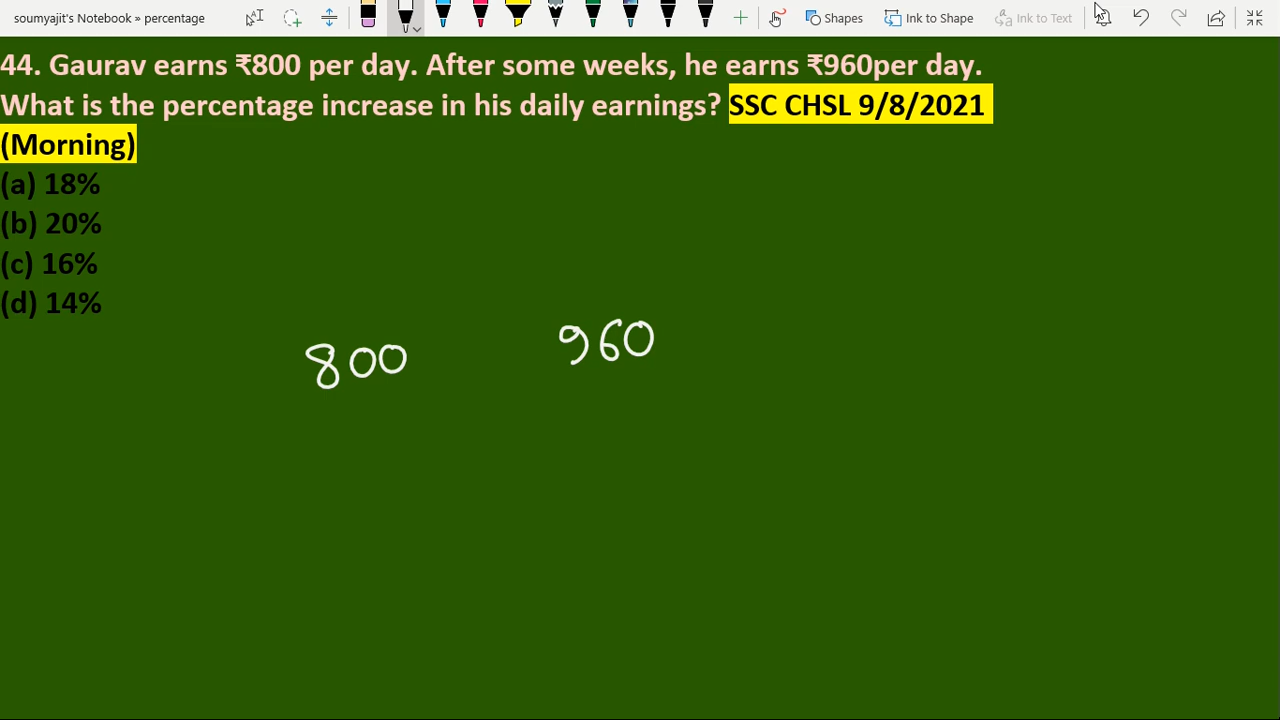 soumyajit's Notebook » percentage
Shapes
Ink to Shape
Ink to Text
44. Gaurav earns ₹800 per day. After some weeks, he earns ₹960per day.
What is the percentage increase in his daily earnings? SSC CHSL 9/8/2021
(Morning)
(a) 18%
(b) 20%
(c) 16%
(d) 14%
800 960